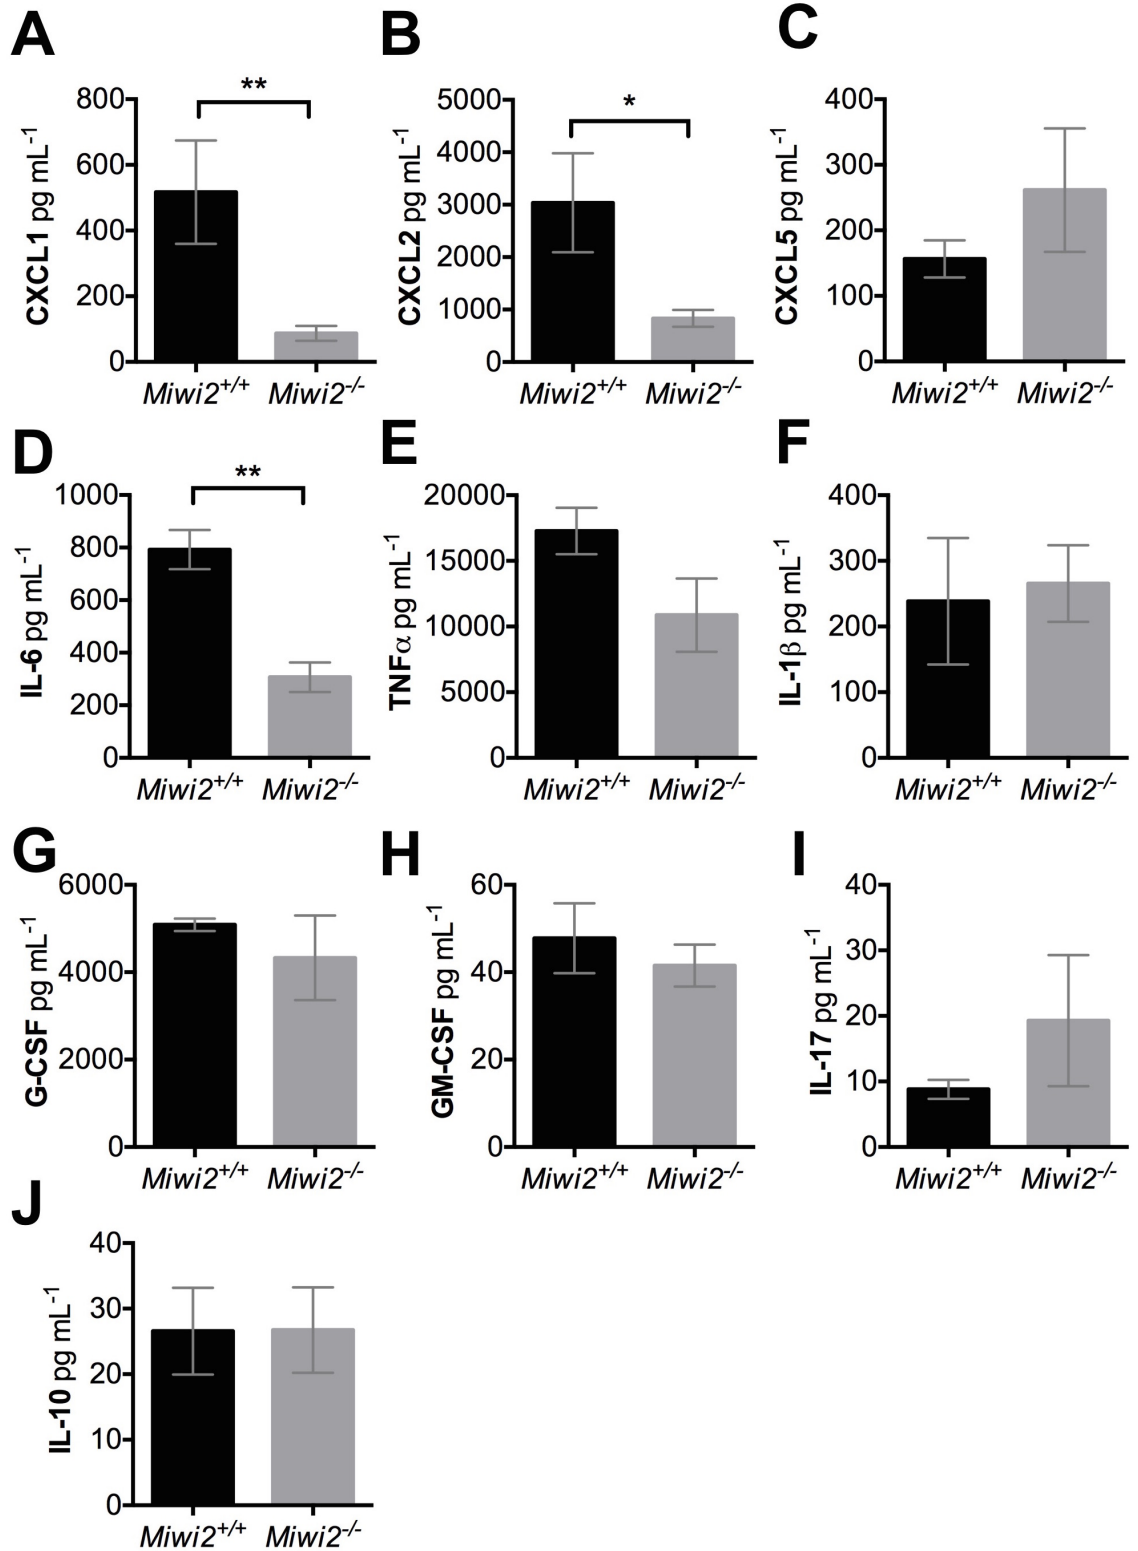 A
**
800
600
400
200
0
CXCL1 pg mL⁻¹
Miwi2⁺/⁺ Miwi2⁻/⁻
B
*
5000
4000
3000
2000
1000
0
CXCL2 pg mL⁻¹
Miwi2⁺/⁺ Miwi2⁻/⁻
C
400
300
200
100
0
CXCL5 pg mL⁻¹
Miwi2⁺/⁺ Miwi2⁻/⁻
D
**
1000
800
600
400
200
0
IL-6 pg mL⁻¹
Miwi2⁺/⁺ Miwi2⁻/⁻
E
20000
15000
10000
5000
0
TNFα pg mL⁻¹
Miwi2⁺/⁺ Miwi2⁻/⁻
F
400
300
200
100
0
IL-1β pg mL⁻¹
Miwi2⁺/⁺ Miwi2⁻/⁻
G
6000
4000
2000
0
G-CSF pg mL⁻¹
Miwi2⁺/⁺ Miwi2⁻/⁻
H
60
40
20
0
GM-CSF pg mL⁻¹
Miwi2⁺/⁺ Miwi2⁻/⁻
I
40
30
20
10
0
IL-17 pg mL⁻¹
Miwi2⁺/⁺ Miwi2⁻/⁻
J
40
30
20
10
0
IL-10 pg mL⁻¹
Miwi2⁺/⁺ Miwi2⁻/⁻